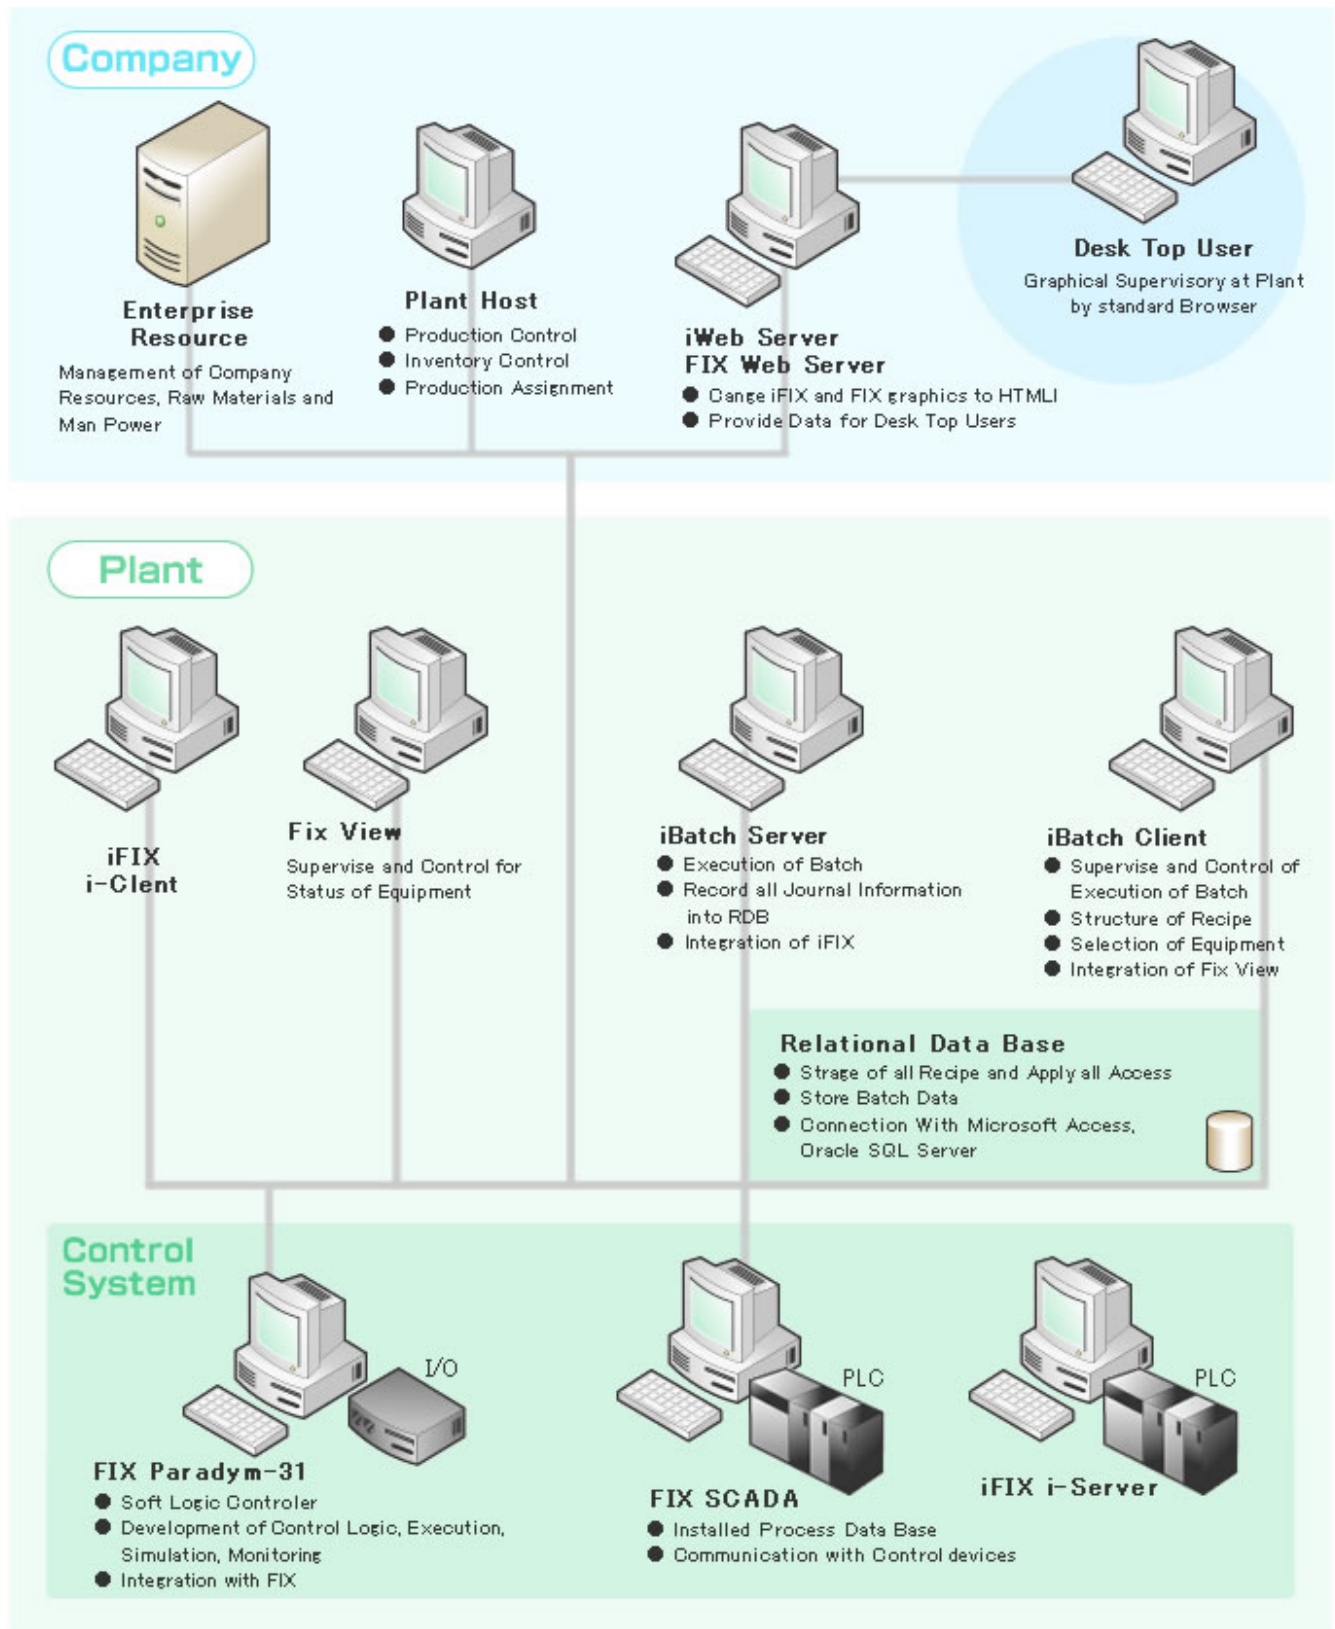 Company
Desk Top User
Graphical Supervisory at Plant
by standard Browser
Enterprise
Resource
Management of Company
Resources, Raw Materials and
Man Power
Plant Host
● Production Control
● Inventory Control
● Production Assignment
iWeb Server
FIX Web Server
● Cange iFIX and FIX graphics to HTMLI
● Provide Data for Desk Top Users
Plant
iFIX
i-Clent
Fix View
Supervise and Control for
Status of Equipment
iBatch Server
● Execution of Batch
● Record all Journal Information
into RDB
● Integration of iFIX
iBatch Client
● Supervise and Control of
Execution of Batch
● Structure of Recipe
● Selection of Equipment
● Integration of Fix View
Relational Data Base
● Strage of all Recipe and Apply all Access
● Store Batch Data
● Connection With Microsoft Access,
Oracle SQL Server
Control
System
I/O
FIX Paradym-31
● Soft Logic Controler
● Development of Control Logic, Execution,
Simulation, Monitoring
● Integration with FIX
PLC
FIX SCADA
● Installed Process Data Base
● Communication with Control devices
PLC
iFIX i-Server